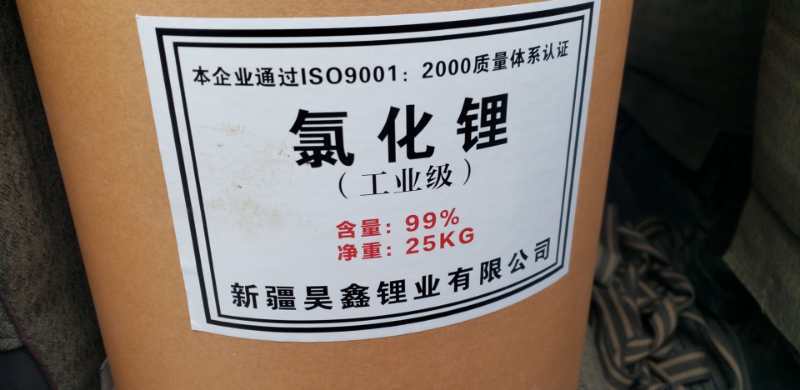 本企业通过ISO9001：2000质量体系认证
氯化锂
（工业级）
含量：99%
净重：25KG
新疆昊鑫锂业有限公司